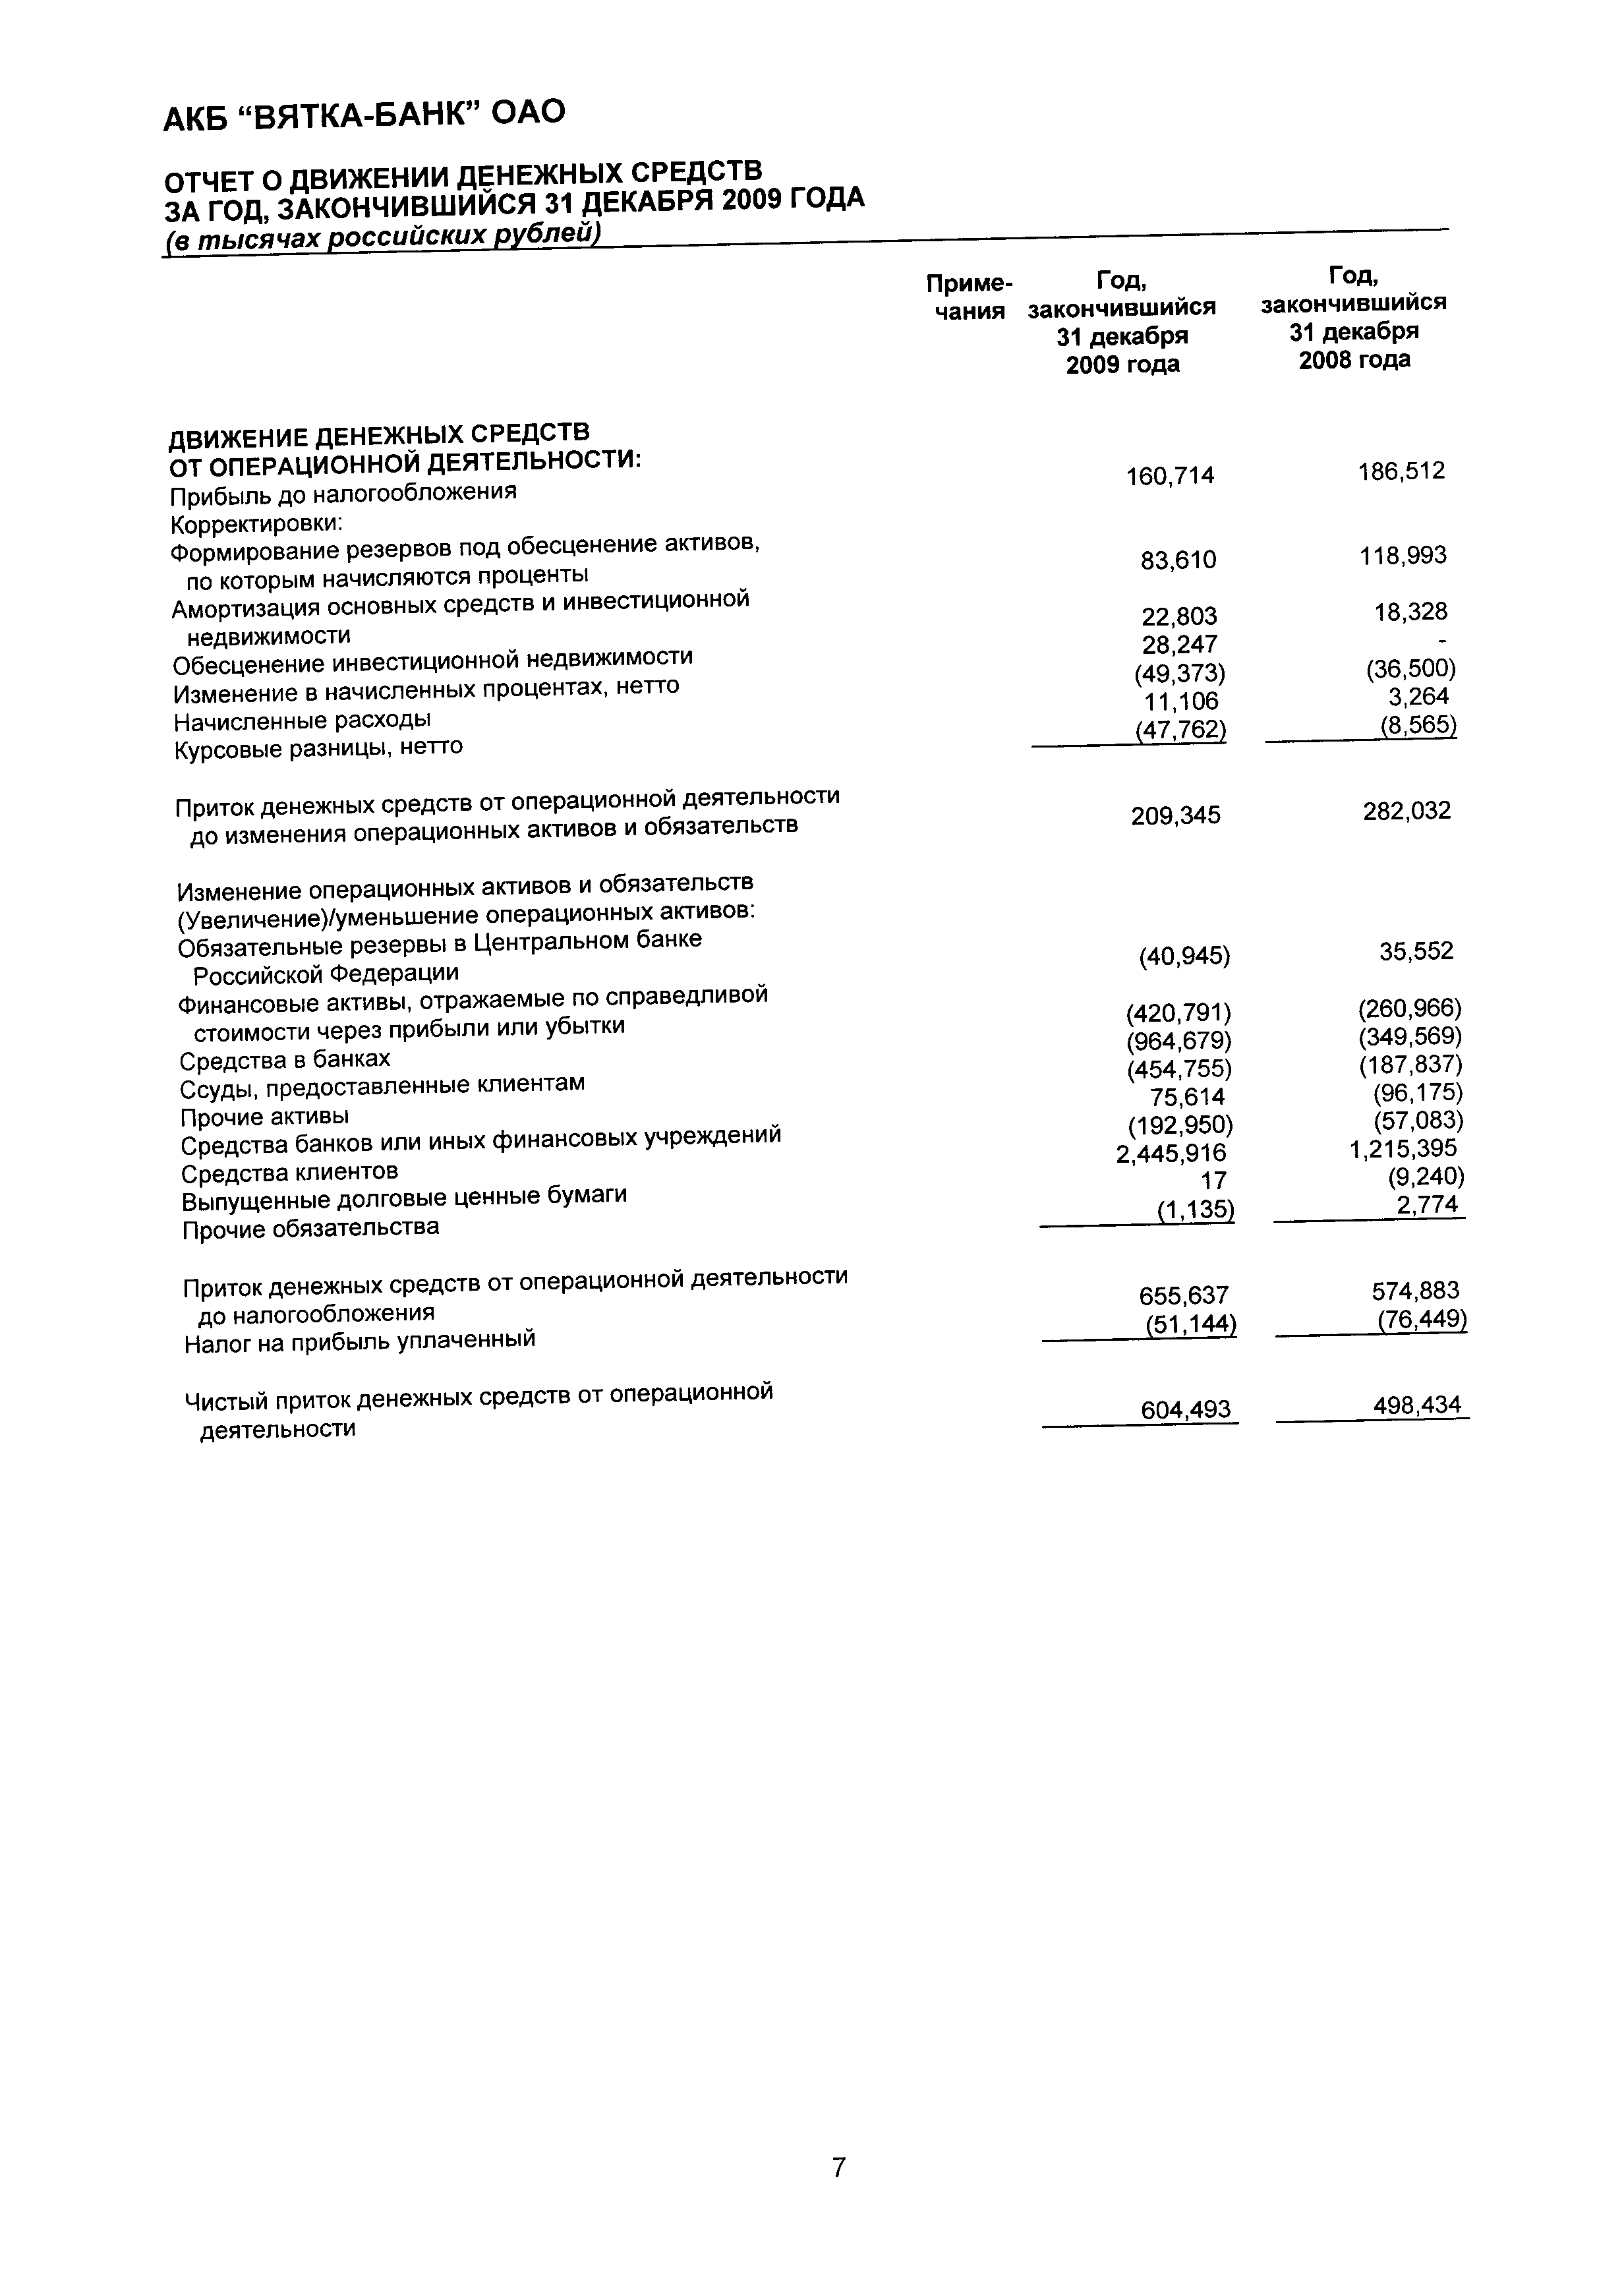 АКБ “ВЯТКА-БАНК” ОАО
ОТЧЕТ О ДВИЖЕНИИ ДЕНЕЖНЫХ СРЕДСТВ
ЗА ГОД, ЗАКОНЧИВШИЙСЯ 31 ДЕКАБРЯ 2009 ГОДА
(в тысячах российских рублей)
Приме- Год, Год,
чания закончившийся закончившийся
31 декабря 31 декабря
2009 года 2008 года
ДВИЖЕНИЕ ДЕНЕЖНЫХ СРЕДСТВ
ОТ ОПЕРАЦИОННОЙ ДЕЯТЕЛЬНОСТИ:
Прибыль до налогообложения 160,714 186,512
Корректировки:
Формирование резервов под обесценение активов,
по которым начисляются проценты 83,610 118,993
Амортизация основных средств и инвестиционной
недвижимости 22,803 18,328
Обесценение инвестиционной недвижимости 28,247 -
Изменение в начисленных процентах, нетто (49,373) (36,500)
Начисленные расходы 11,106 3,264
Курсовые разницы, нетто (47,762) (8,565)
Приток денежных средств от операционной деятельности
до изменения операционных активов и обязательств 209,345 282,032
Изменение операционных активов и обязательств
(Увеличение)/уменьшение операционных активов:
Обязательные резервы в Центральном банке
Российской Федерации (40,945) 35,552
Финансовые активы, отражаемые по справедливой
стоимости через прибыли или убытки (420,791) (260,966)
Средства в банках (964,679) (349,569)
Ссуды, предоставленные клиентам (454,755) (187,837)
Прочие активы 75,614 (96,175)
Средства банков или иных финансовых учреждений (192,950) (57,083)
Средства клиентов 2,445,916 1,215,395
Выпущенные долговые ценные бумаги 17 (9,240)
Прочие обязательства (1,135) 2,774
Приток денежных средств от операционной деятельности
до налогообложения 655,637 574,883
Налог на прибыль уплаченный (51,144) (76,449)
Чистый приток денежных средств от операционной
деятельности 604,493 498,434
7